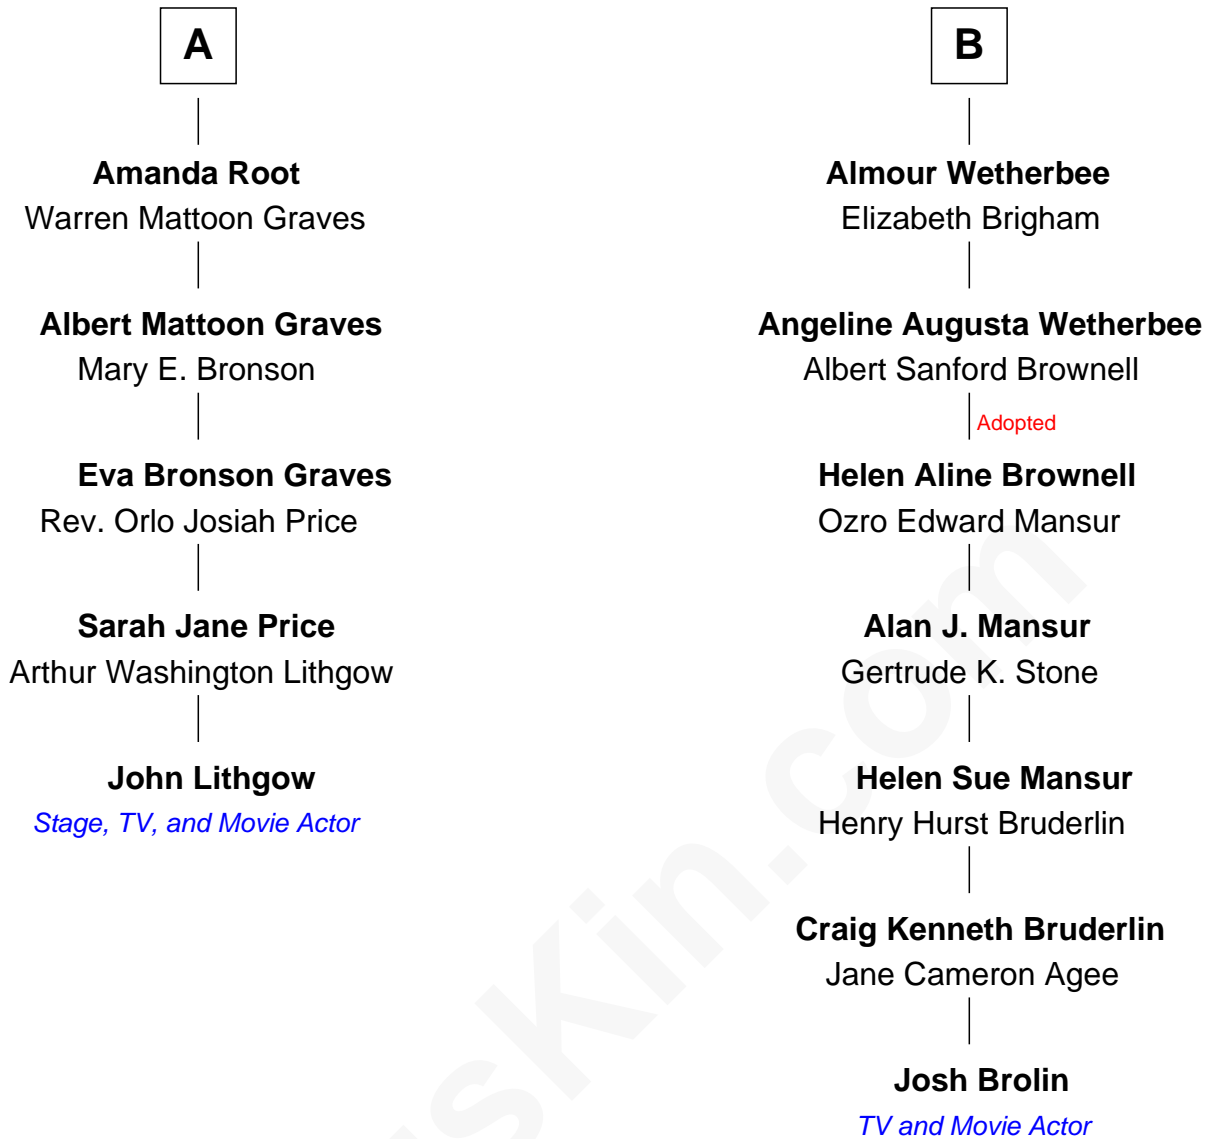 A
Amanda Root
Warren Mattoon Graves
Albert Mattoon Graves
Mary E. Bronson
Eva Bronson Graves
Rev. Orlo Josiah Price
Sarah Jane Price
Arthur Washington Lithgow
John Lithgow
Stage, TV, and Movie Actor
B
Almour Wetherbee
Elizabeth Brigham
Angeline Augusta Wetherbee
Albert Sanford Brownell
Adopted
Helen Aline Brownell
Ozro Edward Mansur
Alan J. Mansur
Gertrude K. Stone
Helen Sue Mansur
Henry Hurst Bruderlin
Craig Kenneth Bruderlin
Jane Cameron Agee
Josh Brolin
TV and Movie Actor
sKin.com